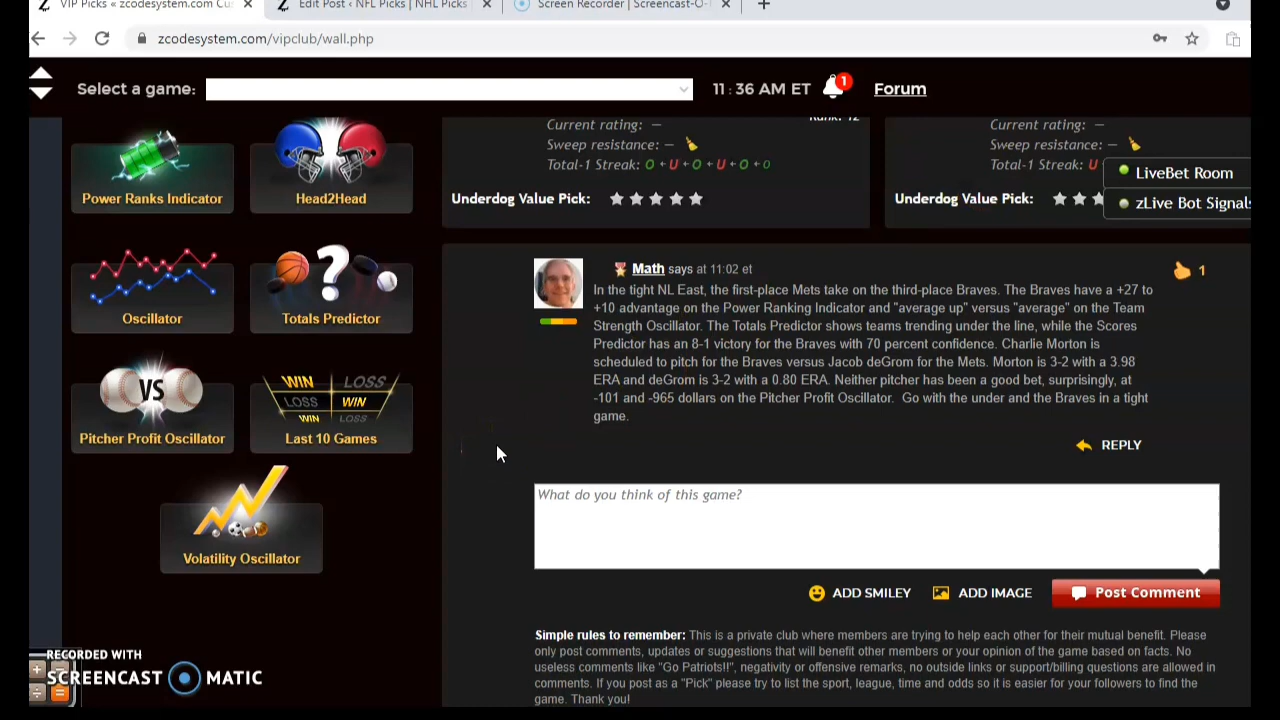 VIP Picks « zcodesystem.com Cu
Edit Post ‹ NFL Picks | NHL Picks
Screen Recorder | Screencast-O-
zcodesystem.com/vipclub/wall.php
Select a game:
11:36 AM ET
1
Forum
Rank: 12
Current rating: —
Sweep resistance: —
Total-1 Streak: O ← U ← O ← U ← O ← O
Underdog Value Pick:
Current rating: —
Sweep resistance: —
Total-1 Streak: U
Underdog Value Pick:
LiveBet Room
zLive Bot Signals
Power Ranks Indicator
Head2Head
Oscillator
?
Totals Predictor
VS
Pitcher Profit Oscillator
WIN LOSS
LOSS WIN
WIN LOSS
Last 10 Games
Volatility Oscillator
Math says at 11:02 et
1
In the tight NL East, the first-place Mets take on the third-place Braves. The Braves have a +27 to
+10 advantage on the Power Ranking Indicator and "average up" versus "average" on the Team
Strength Oscillator. The Totals Predictor shows teams trending under the line, while the Scores
Predictor has an 8-1 victory for the Braves with 70 percent confidence. Charlie Morton is
scheduled to pitch for the Braves versus Jacob deGrom for the Mets. Morton is 3-2 with a 3.98
ERA and deGrom is 3-2 with a 0.80 ERA. Neither pitcher has been a good bet, surprisingly, at
-101 and -965 dollars on the Pitcher Profit Oscillator. Go with the under and the Braves in a tight
game.
REPLY
What do you think of this game?
ADD SMILEY
ADD IMAGE
Post Comment
Simple rules to remember: This is a private club where members are trying to help each other for their mutual benefit. Please
only post comments, updates or suggestions that will benefit other members or your opinion of the game based on facts. No
useless comments like "Go Patriots!!", negativity or offensive remarks, no outside links or support/billing questions are allowed in
comments. If you post as a "Pick" please try to list the sport, league, time and odds so it is easier for your followers to find the
game. Thank you!
RECORDED WITH
SCREENCAST MATIC